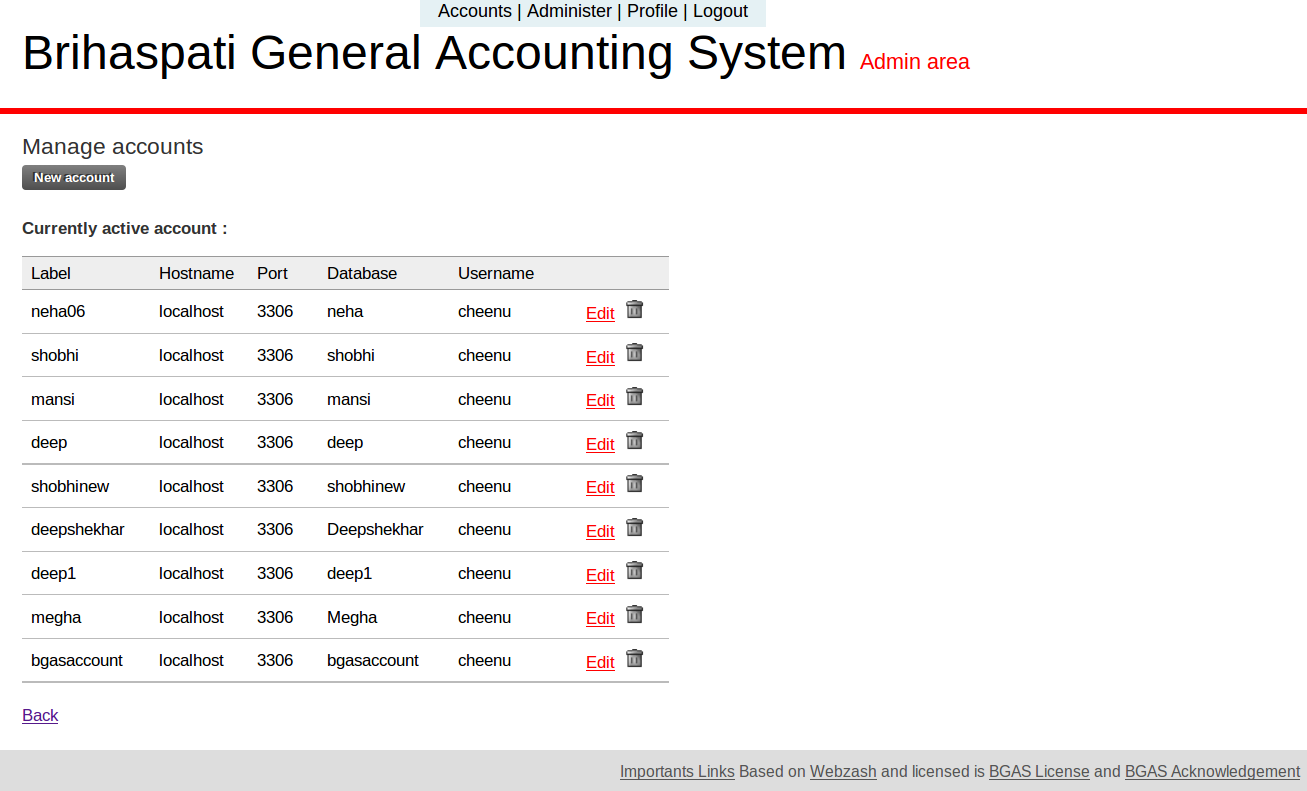 Accounts | Administer | Profile | Logout
Brihaspati General Accounting System Admin area
Manage accounts
New account
Currently active account :
Label Hostname Port Database Username
neha06 localhost 3306 neha cheenu Edit
shobhi localhost 3306 shobhi cheenu Edit
mansi localhost 3306 mansi cheenu Edit
deep localhost 3306 deep cheenu Edit
shobhinew localhost 3306 shobhinew cheenu Edit
deepshekhar localhost 3306 Deepshekhar cheenu Edit
deep1 localhost 3306 deep1 cheenu Edit
megha localhost 3306 Megha cheenu Edit
bgasaccount localhost 3306 bgasaccount cheenu Edit
Back
Importants Links Based on Webzash and licensed is BGAS License and BGAS Acknowledgement